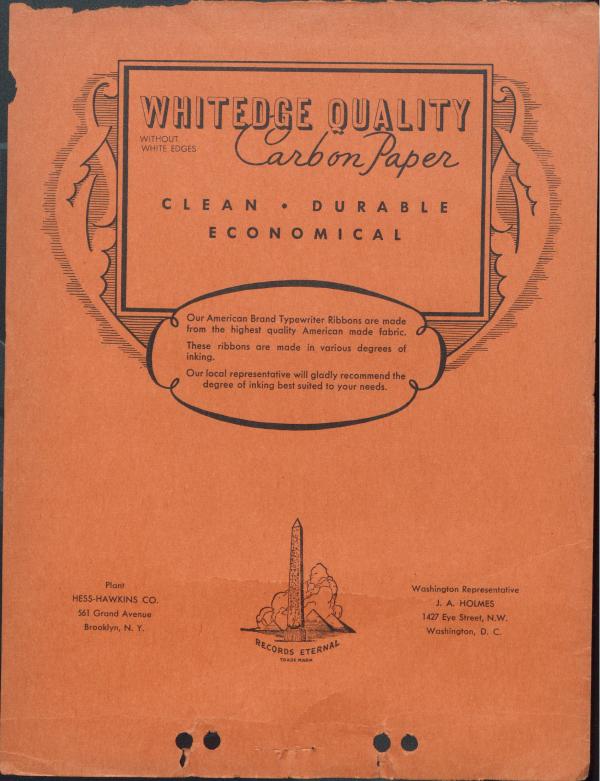 WHITEDGE QUALITY
WITHOUT
WHITE EDGES
Carbon Paper
CLEAN • DURABLE
ECONOMICAL
Our American Brand Typewriter Ribbons are made
from the highest quality American made fabric.
These ribbons are made in various degrees of
inking.
Our local representative will gladly recommend the
degree of inking best suited to your needs.
Plant
HESS-HAWKINS CO.
561 Grand Avenue
Brooklyn, N. Y.
RECORDS ETERNAL
TRADE MARK
Washington Representative
J. A. HOLMES
1427 Eye Street, N.W.
Washington, D. C.